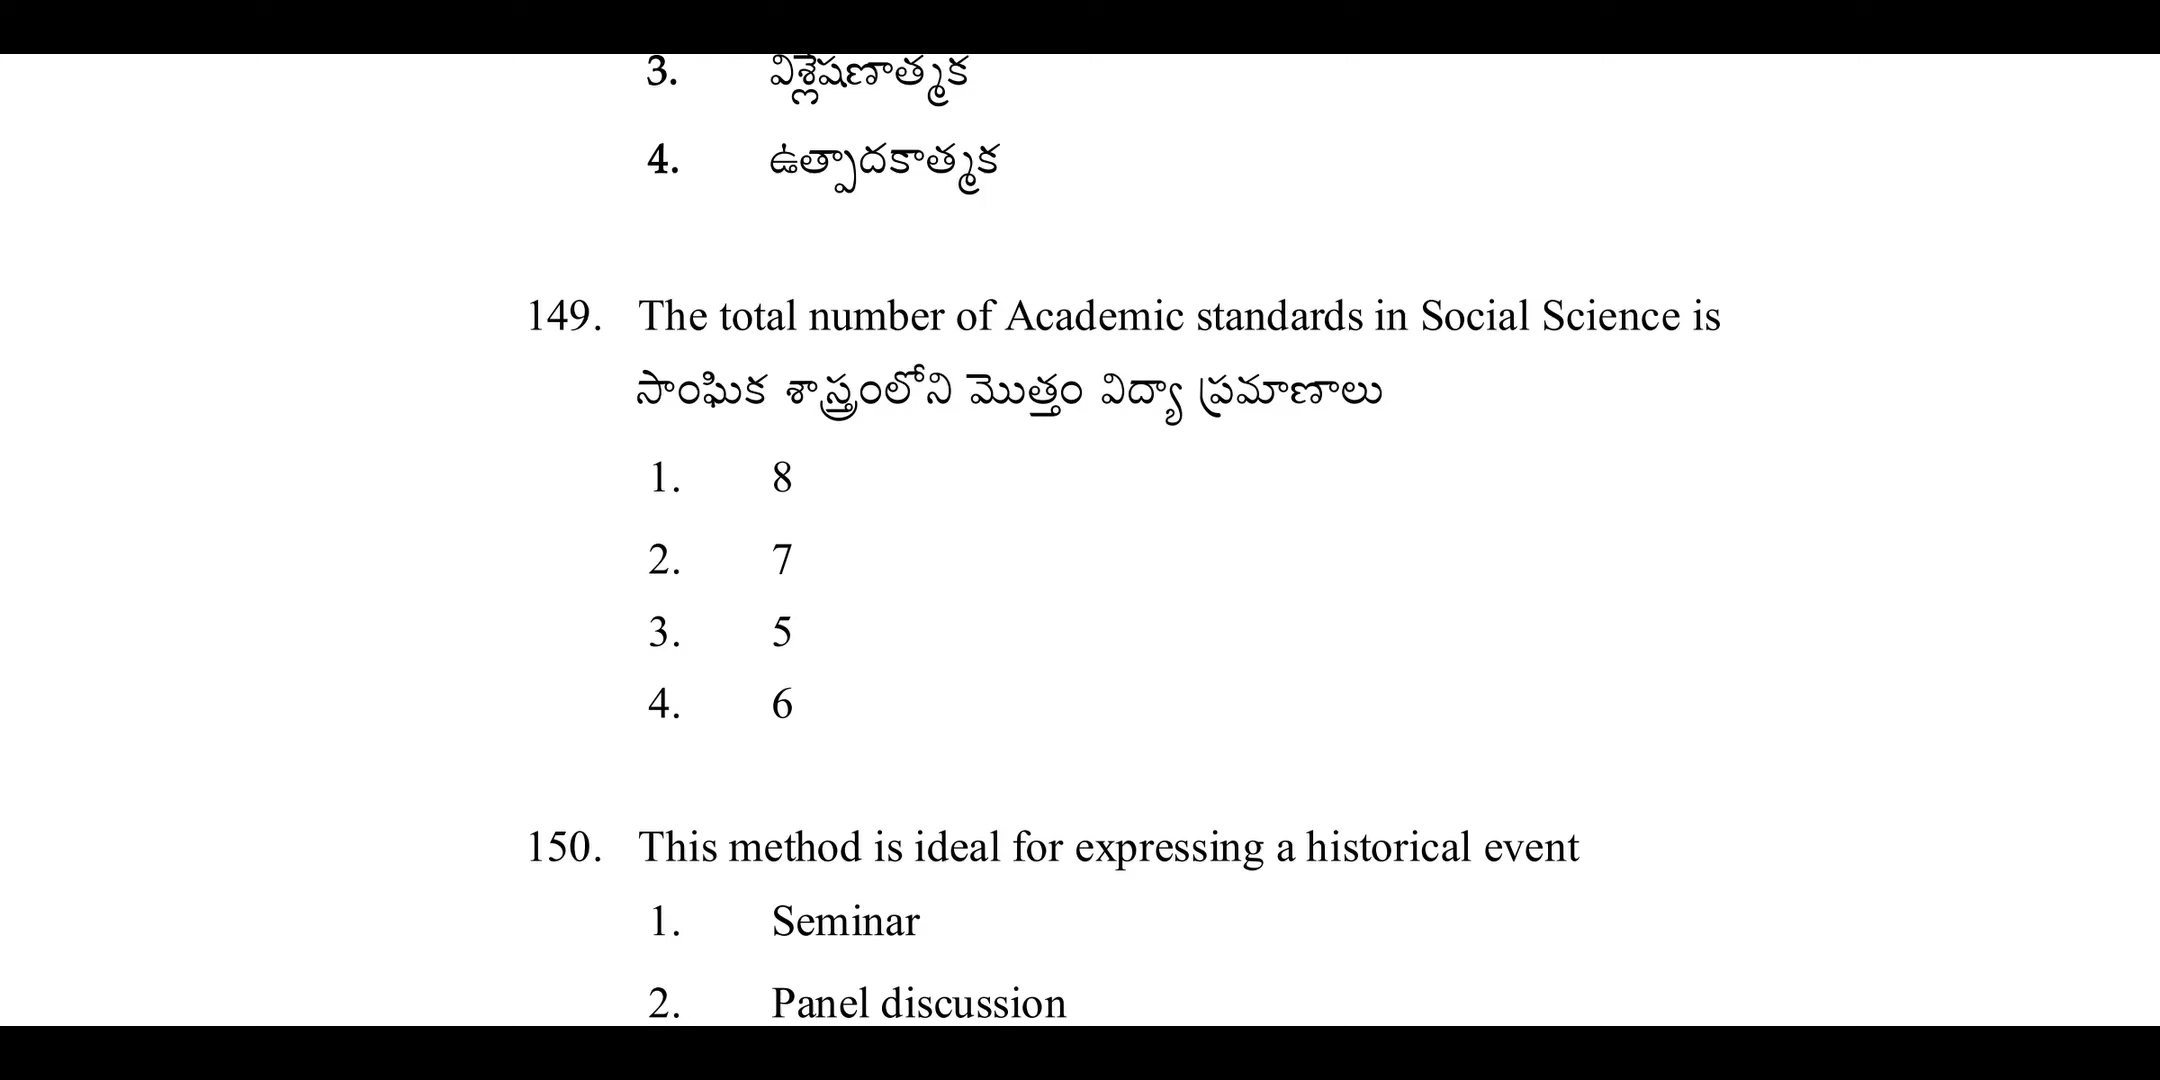 3. విశ్లేషణాత్మక
4. ఉత్పాదకాత్మక
149. The total number of Academic standards in Social Science is
సాంఘిక శాస్త్రంలోని మొత్తం విద్యా ప్రమాణాలు
1. 8
2. 7
3. 5
4. 6
150. This method is ideal for expressing a historical event
1. Seminar
2. Panel discussion